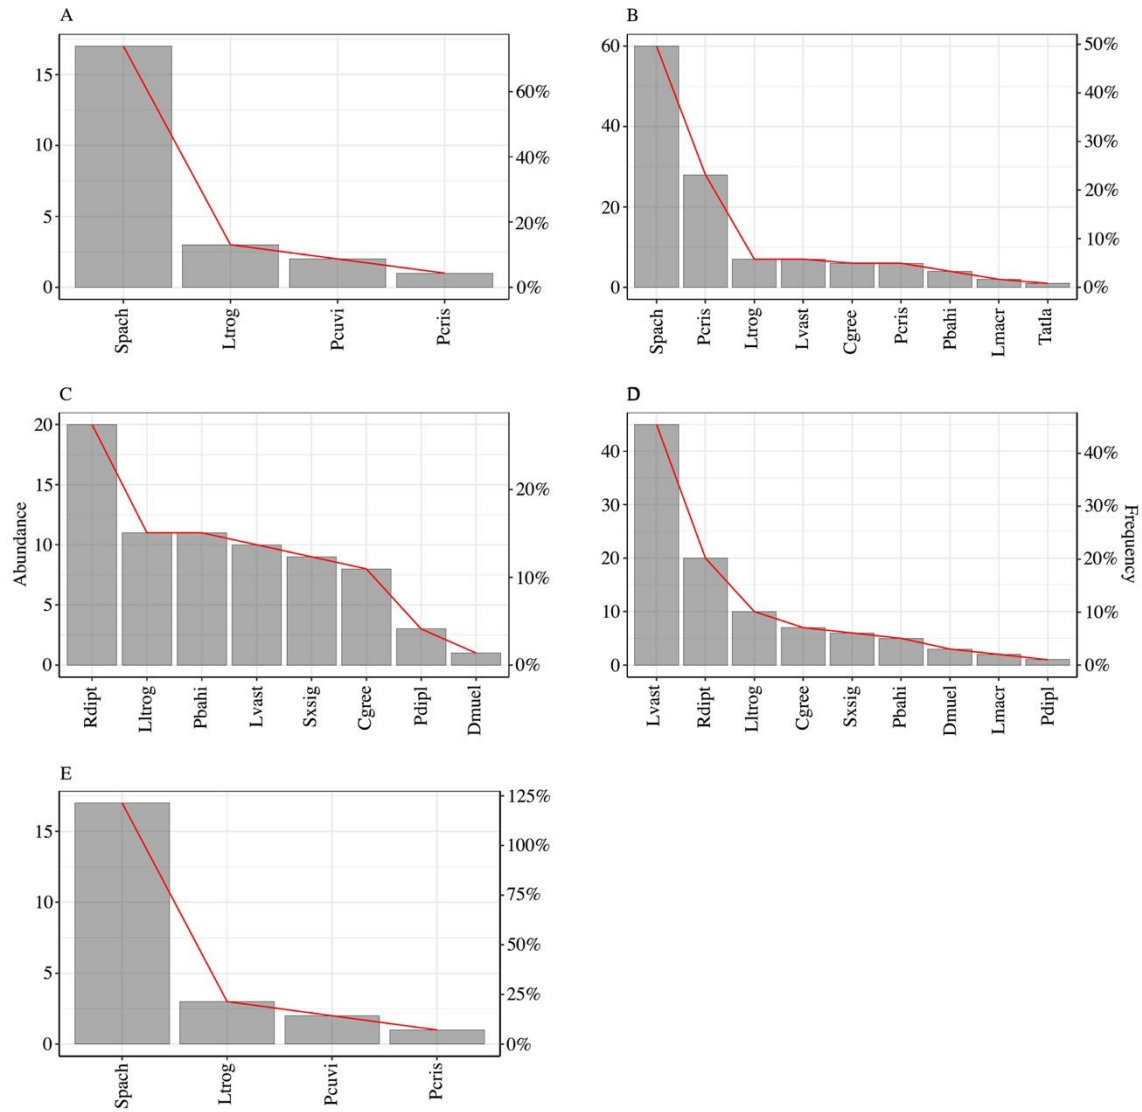 A
15
10
5
0
60%
40%
20%
0%
Spach
Ltrog
Pcuvi
Pcris
B
60
40
20
0
50%
40%
30%
20%
10%
0%
Spach
Pcris
Ltrog
Lvast
Cgree
Pcris
Pbahi
Lmacr
Tatla
Abundance
C
20
15
10
5
0
20%
10%
0%
Rdipt
Lltrog
Pbahi
Lvast
Sxsig
Cgree
Pdipl
Dmuel
D
40
30
20
10
0
40%
30%
20%
10%
0%
Frequency
Lvast
Rdipt
Lltrog
Cgree
Sxsig
Pbahi
Dmuel
Lmacr
Pdipl
E
15
10
5
0
125%
100%
75%
50%
25%
0%
Spach
Ltrog
Pcuvi
Pcris